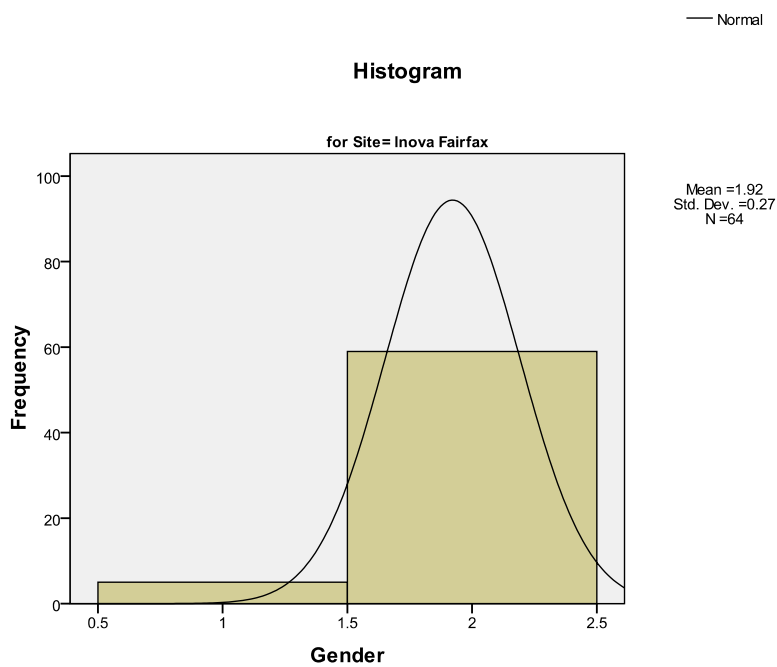 Normal
Histogram
for Site= Inova Fairfax
Mean =1.92
Std. Dev. =0.27
N =64
100
80
60
40
20
0
Frequency
0.5 1 1.5 2 2.5
Gender